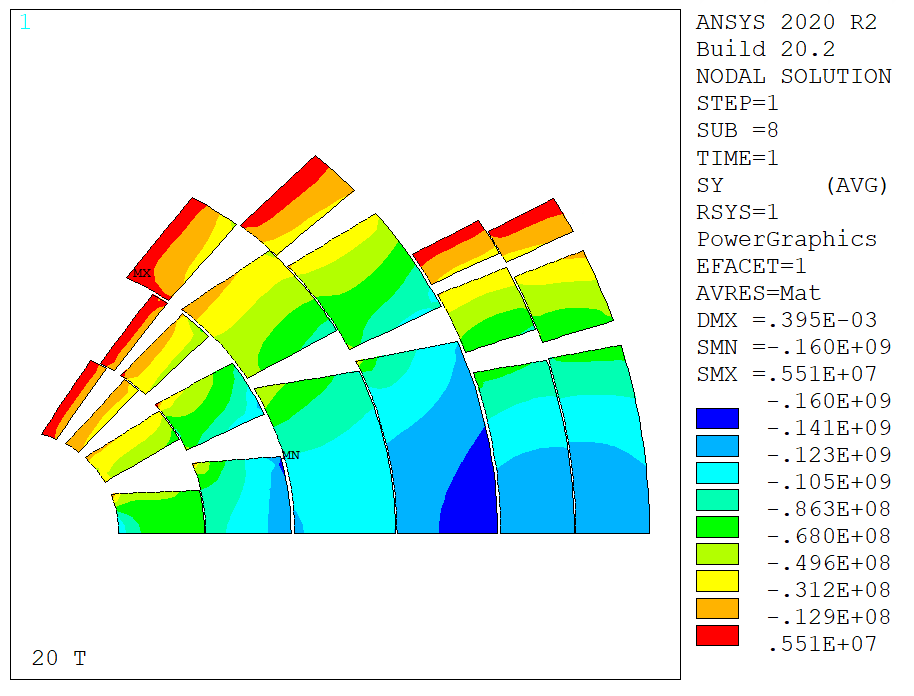 1
ANSYS 2020 R2
Build 20.2
NODAL SOLUTION
STEP=1
SUB =8
TIME=1
SY (AVG)
RSYS=1
PowerGraphics
EFACET=1
AVRES=Mat
DMX =.395E-03
SMN =-.160E+09
SMX =.551E+07
-.160E+09
-.141E+09
-.123E+09
-.105E+09
-.863E+08
-.680E+08
-.496E+08
-.312E+08
-.129E+08
.551E+07
MX
MN
20 T